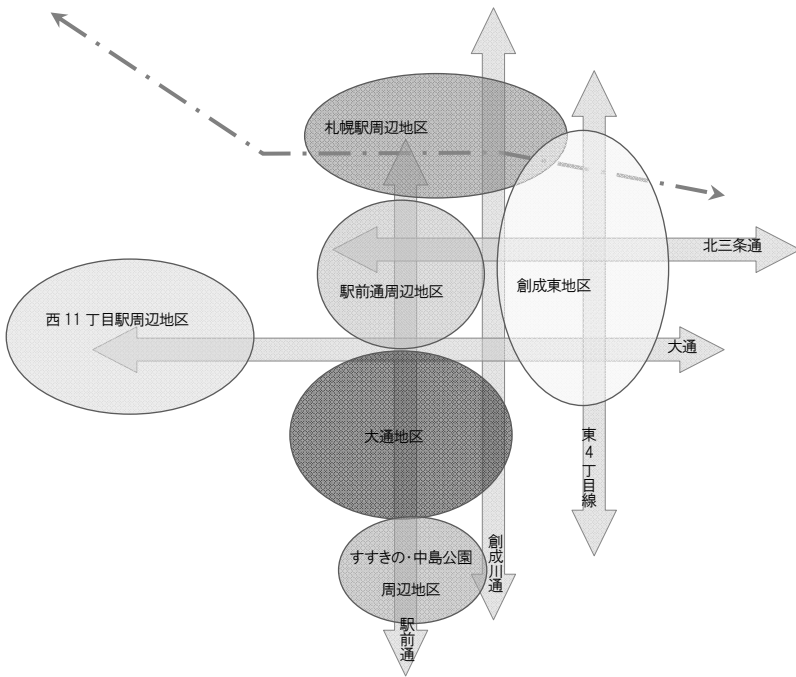 札幌駅周辺地区
北三条通
創成東地区
駅前通周辺地区
西11丁目駅周辺地区
大通
大通地区
東4丁目線
創成川通
すすきの・中島公園
周辺地区
駅前通